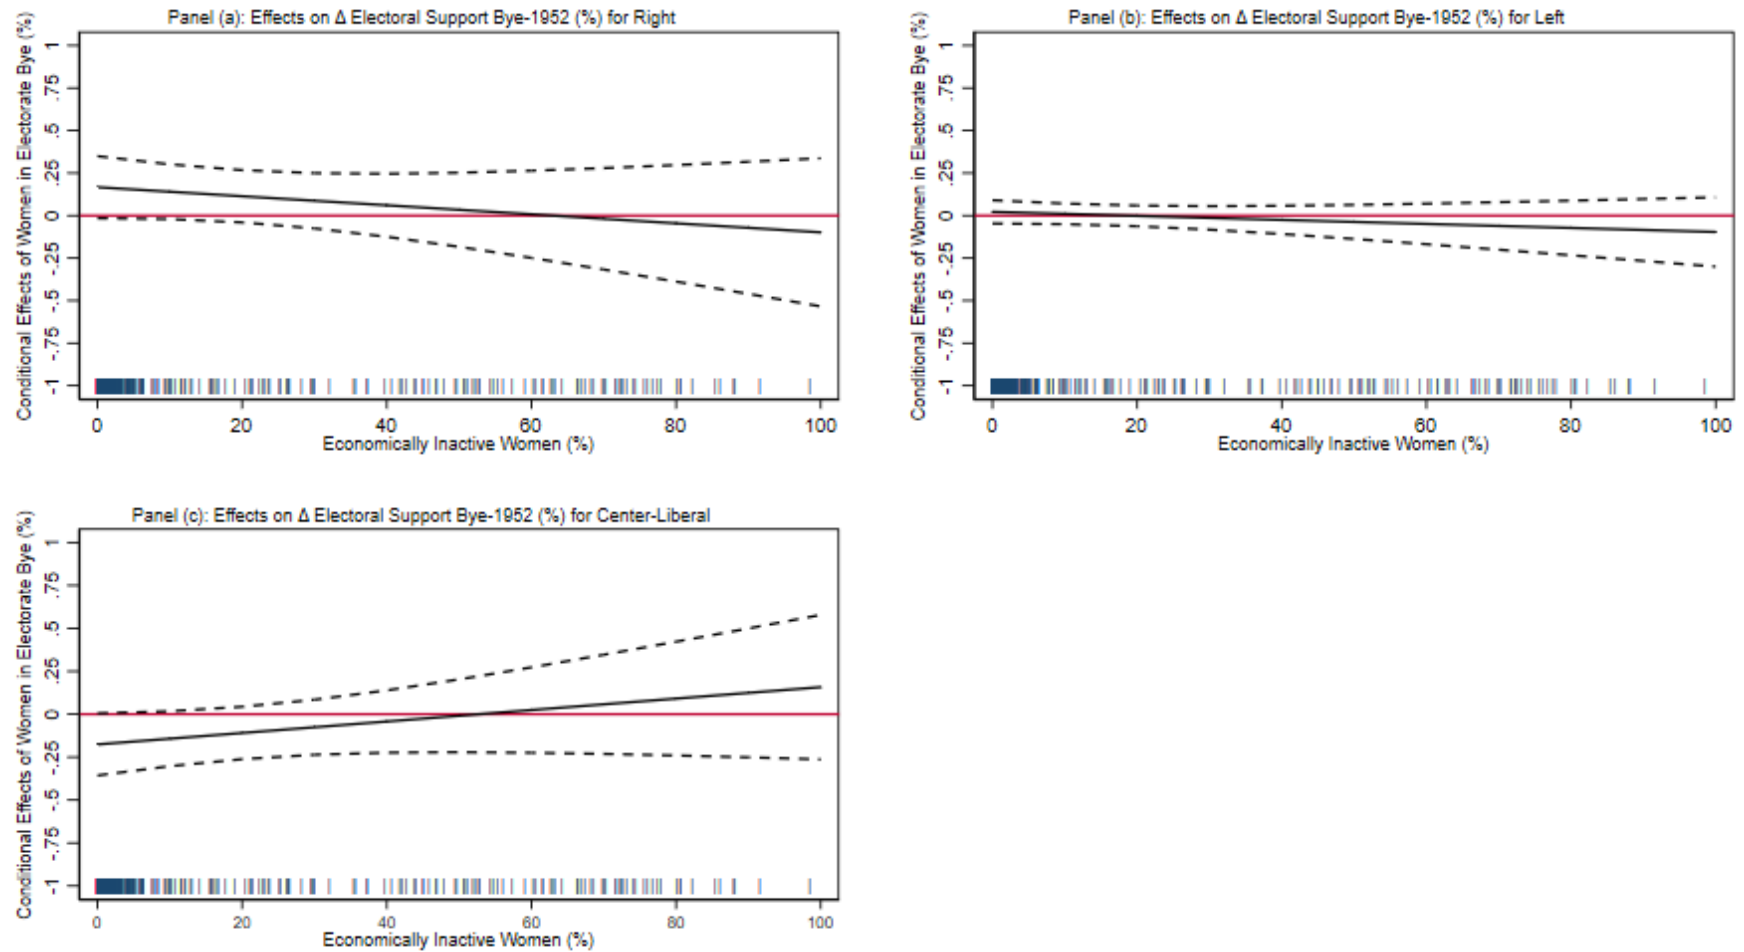 Panel (a): Effects on Δ Electoral Support Bye-1952 (%) for Right
Conditional Effects of Women in Electorate Bye (%)
1
.75
.5
.25
0
-.25
-.5
-.75
-1
0 20 40 60 80 100
Economically Inactive Women (%)
Panel (b): Effects on Δ Electoral Support Bye-1952 (%) for Left
Conditional Effects of Women in Electorate Bye (%)
1
.75
.5
.25
0
-.25
-.5
-.75
-1
0 20 40 60 80 100
Economically Inactive Women (%)
Panel (c): Effects on Δ Electoral Support Bye-1952 (%) for Center-Liberal
Conditional Effects of Women in Electorate Bye (%)
1
.75
.5
.25
0
-.25
-.5
-.75
-1
0 20 40 60 80 100
Economically Inactive Women (%)